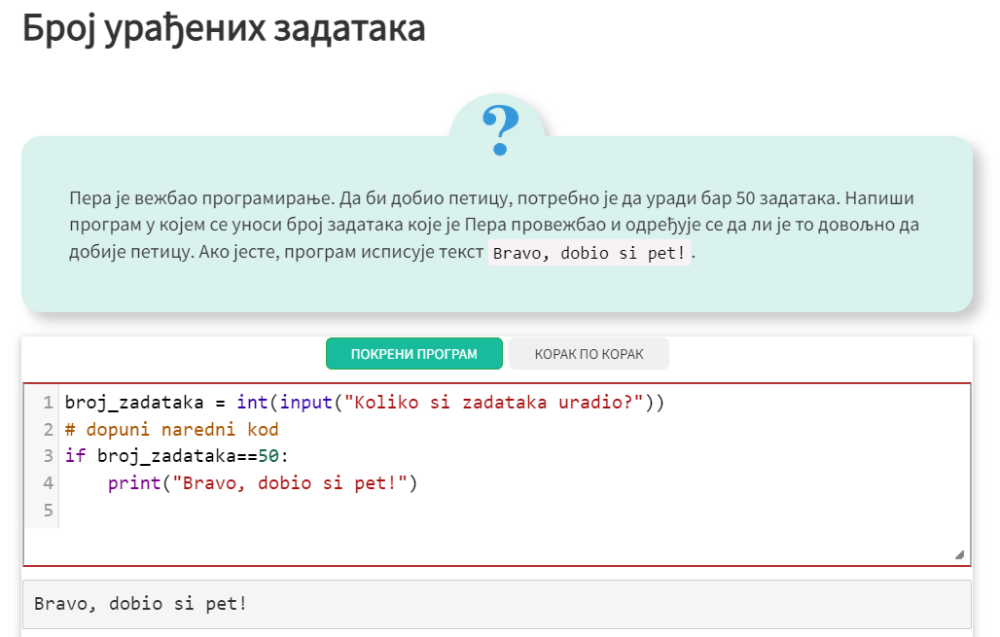 Број урађених задатака
?
Пера је вежбао програмирање. Да би добио петицу, потребно је да уради бар 50 задатака. Напиши
програм у којем се уноси број задатака које је Пера провежбао и одређује се да ли је то довољно да
добије петицу. Ако јесте, програм исписује текст Bravo, dobio si pet!.
ПОКРЕНИ ПРОГРАМ КОРАК ПО КОРАК
1 broj_zadataka = int(input("Koliko si zadataka uradio?"))
2 # dopuni naredni kod
3 if broj_zadataka==50:
4     print("Bravo, dobio si pet!")
5
Bravo, dobio si pet!